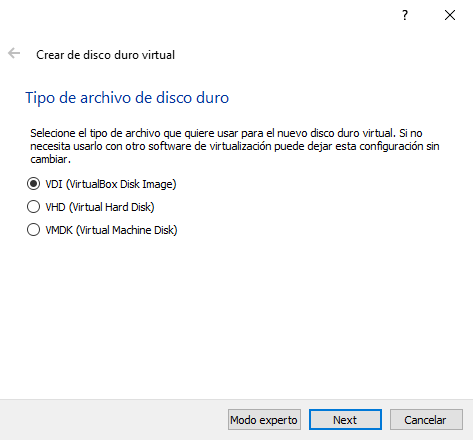 ?
Crear de disco duro virtual
Tipo de archivo de disco duro
Selecione el tipo de archivo que quiere usar para el nuevo disco duro virtual. Si no
necesita usarlo con otro software de virtualización puede dejar esta configuración sin
cambiar.
VDI (VirtualBox Disk Image)
VHD (Virtual Hard Disk)
VMDK (Virtual Machine Disk)
Modo experto Next Cancelar